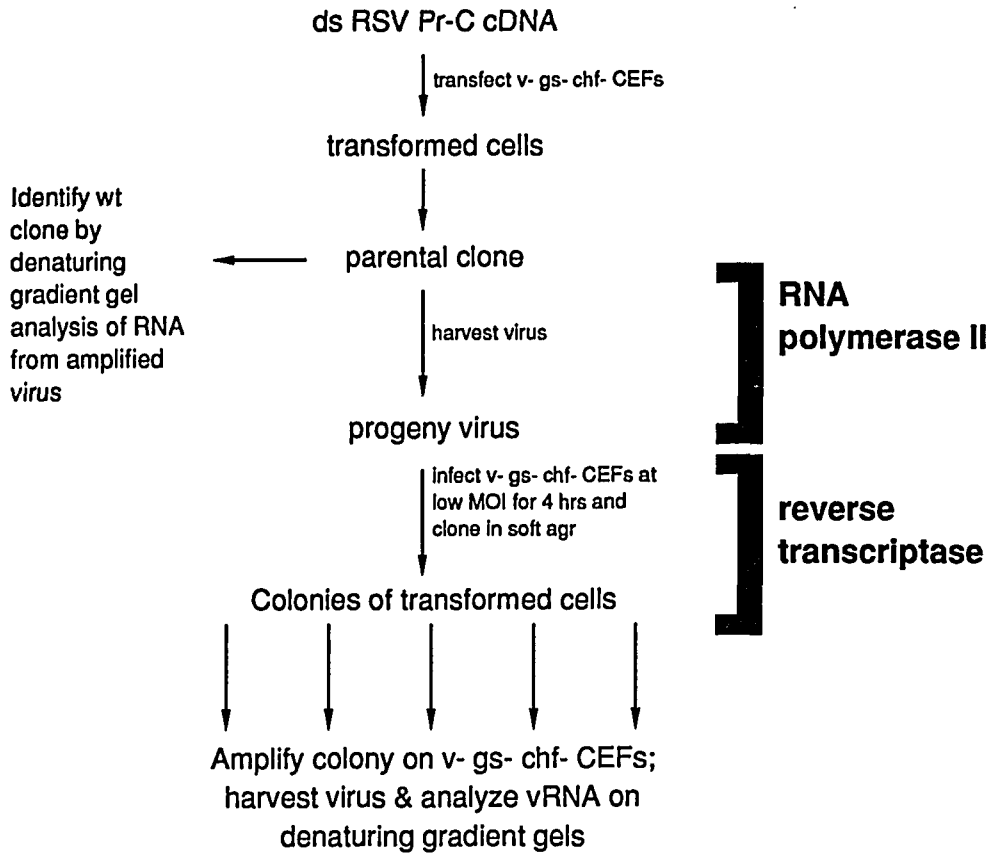 ds RSV Pr-C cDNA
transfect v- gs- chf- CEFs
transformed cells
Identify wt
clone by
denaturing
gradient gel
analysis of RNA
from amplified
virus
parental clone
harvest virus
progeny virus
RNA
polymerase II
infect v- gs- chf- CEFs at
low MOI for 4 hrs and
clone in soft agr
reverse
transcriptase
Colonies of transformed cells
Amplify colony on v- gs- chf- CEFs;
harvest virus & analyze vRNA on
denaturing gradient gels